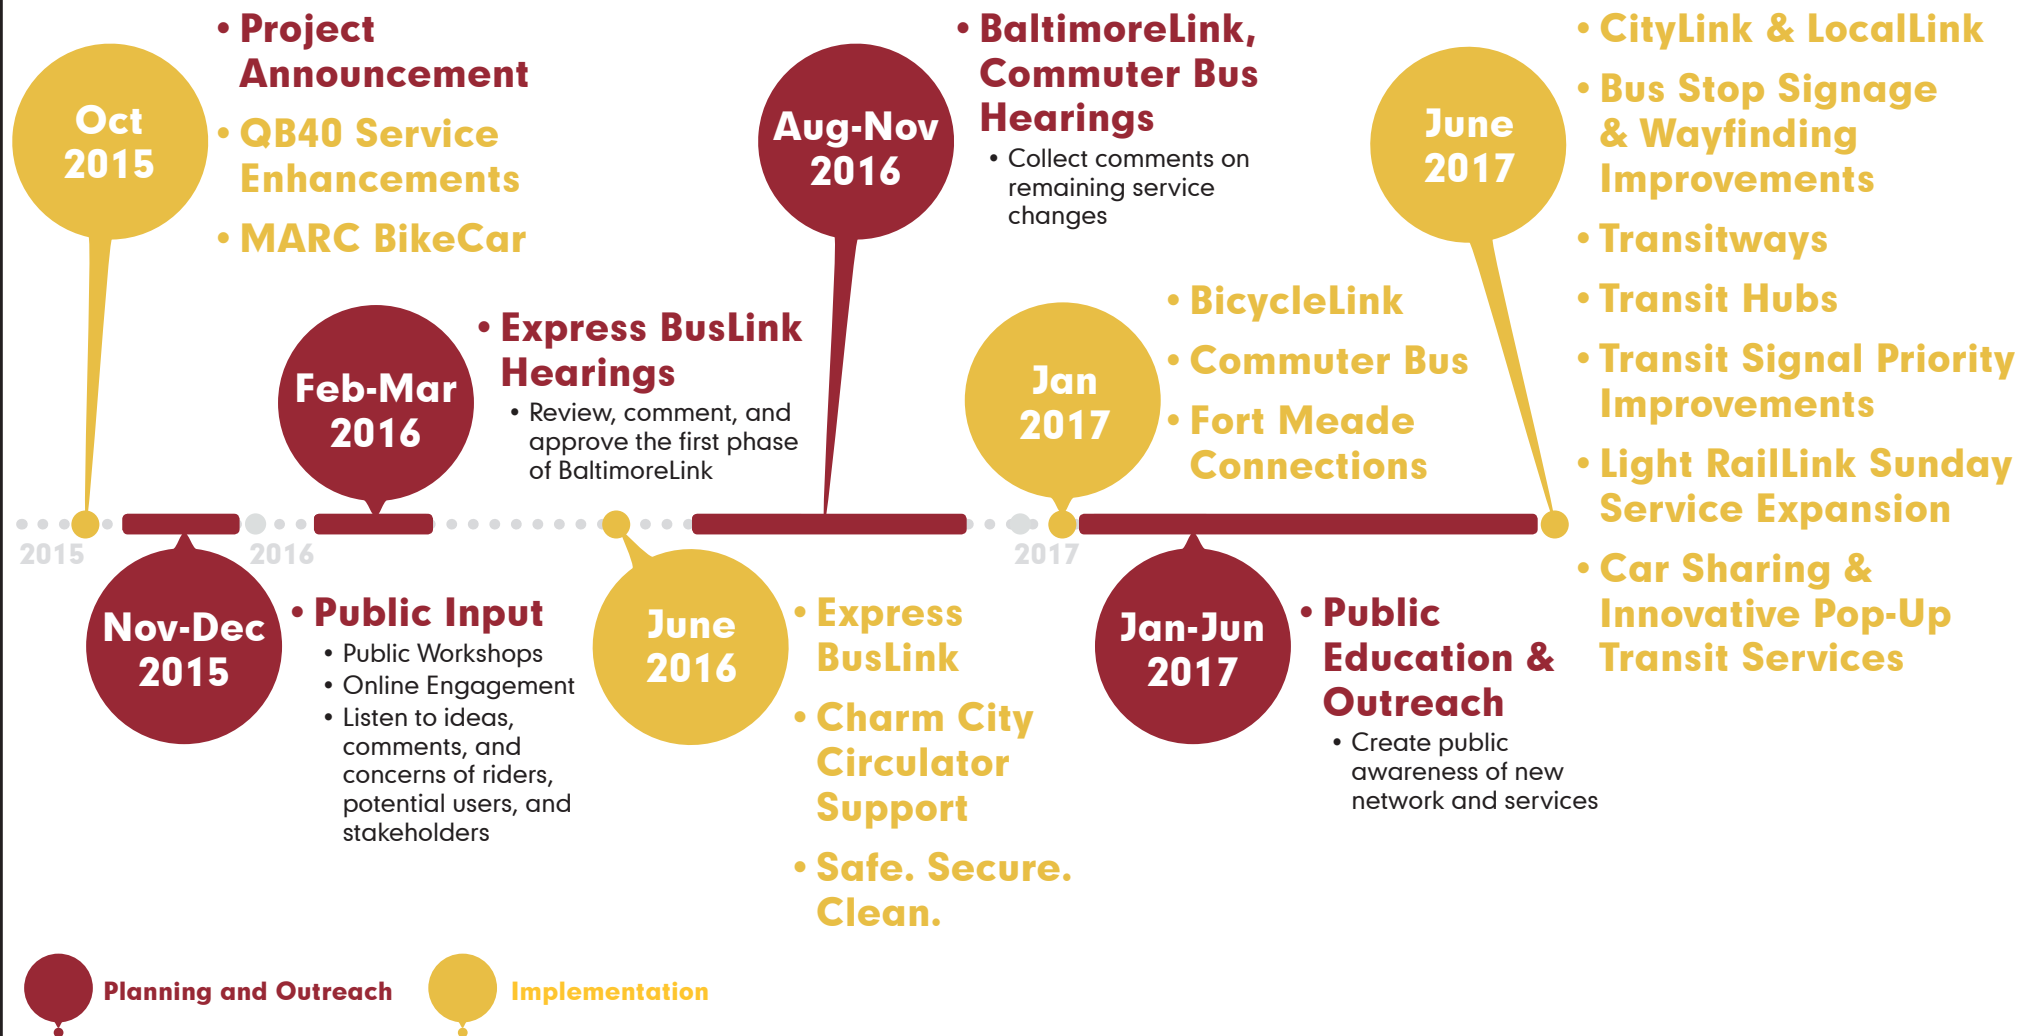 Oct
2015
• Project
Announcement
• QB40 Service
Enhancements
• MARC BikeCar
Nov-Dec
2015
• Public Input
• Public Workshops
• Online Engagement
• Listen to ideas,
comments, and
concerns of riders,
potential users, and
stakeholders
Feb-Mar
2016
• Express BusLink
Hearings
• Review, comment, and
approve the first phase
of BaltimoreLink
June
2016
• Express
BusLink
• Charm City
Circulator
Support
• Safe. Secure.
Clean.
Aug-Nov
2016
• BaltimoreLink,
Commuter Bus
Hearings
• Collect comments on
remaining service
changes
Jan
2017
• BicycleLink
• Commuter Bus
• Fort Meade
Connections
Jan-Jun
2017
• Public
Education &
Outreach
• Create public
awareness of new
network and services
June
2017
• CityLink & LocalLink
• Bus Stop Signage
& Wayfinding
Improvements
• Transitways
• Transit Hubs
• Transit Signal Priority
Improvements
• Light RailLink Sunday
Service Expansion
• Car Sharing &
Innovative Pop-Up
Transit Services
2015
2016
2017
Planning and Outreach
Implementation